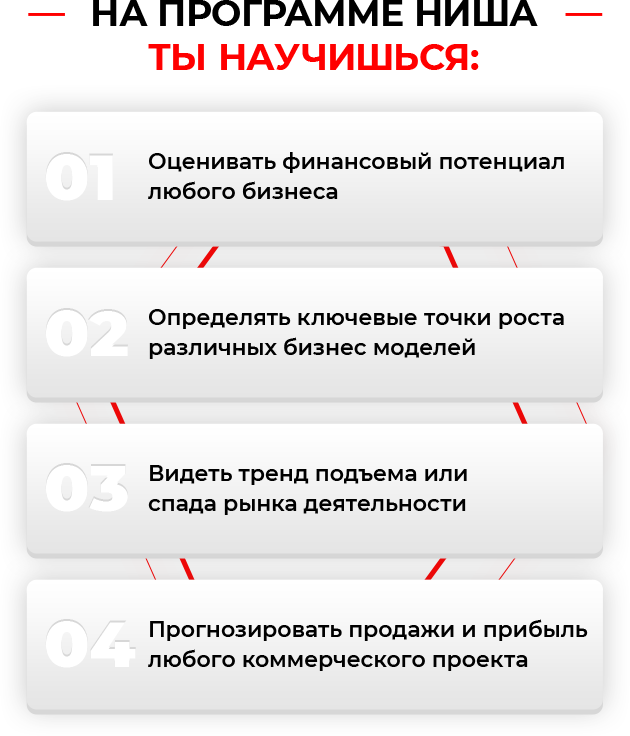 НА ПРОГРАММЕ НИША
ТЫ НАУЧИШЬСЯ:
01
Оценивать финансовый потенциал
любого бизнеса
02
Определять ключевые точки роста
различных бизнес моделей
03
Видеть тренд подъема или
спада рынка деятельности
04
Прогнозировать продажи и прибыль
любого коммерческого проекта